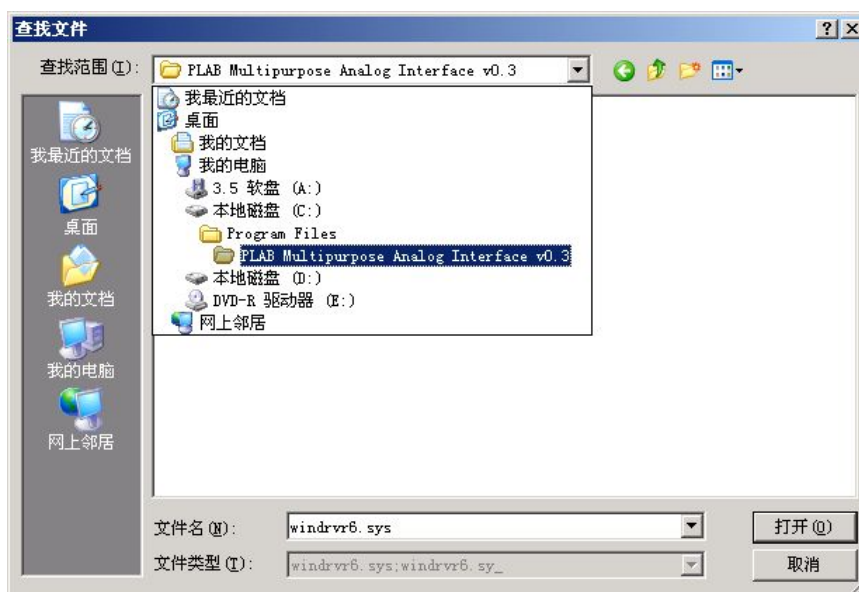 查找文件
查找范围(I):
PLAB Multipurpose Analog Interface v0.3
我最近的文档
桌面
我的文档
我的电脑
3.5 软盘 (A:)
本地磁盘 (C:)
Program Files
PLAB Multipurpose Analog Interface v0.3
本地磁盘 (D:)
DVD-R 驱动器 (E:)
网上邻居
我最近的文档
桌面
我的文档
我的电脑
网上邻居
文件名(N):
windrvr6.sys
打开(O)
文件类型(T):
windrvr6.sys;windrvr6.sy_
取消